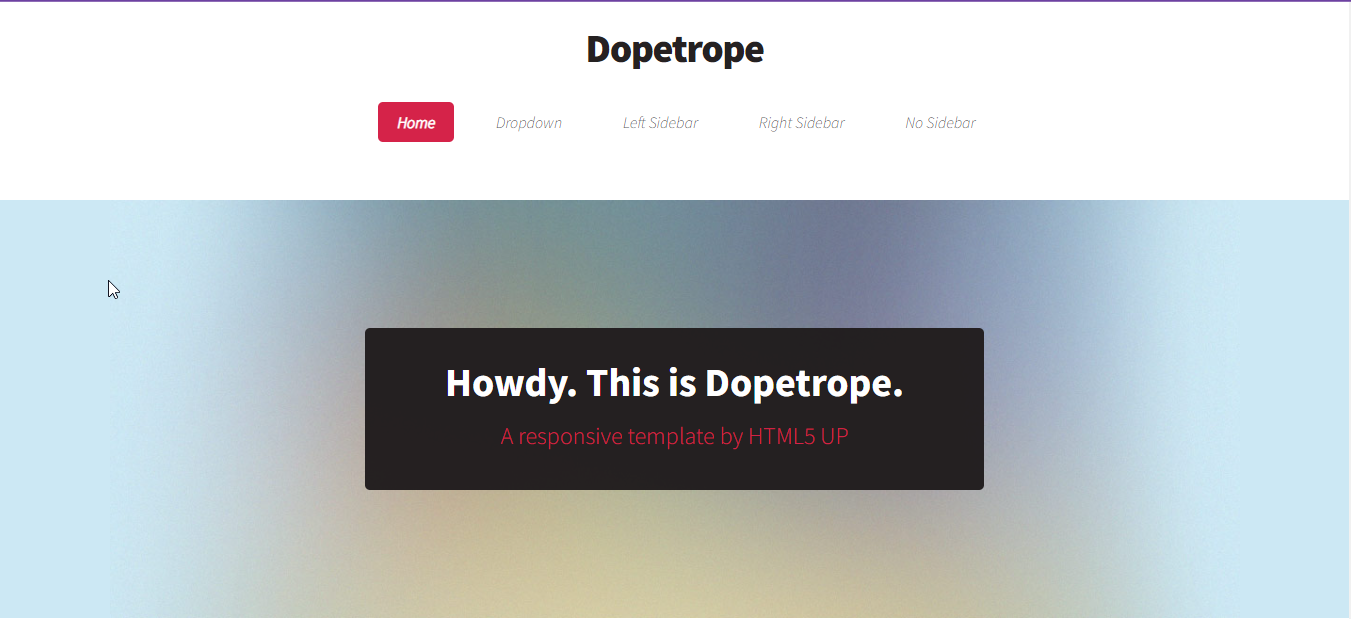 Dopetrope
Home Dropdown Left Sidebar Right Sidebar No Sidebar
Howdy. This is Dopetrope.
A responsive template by HTML5 UP